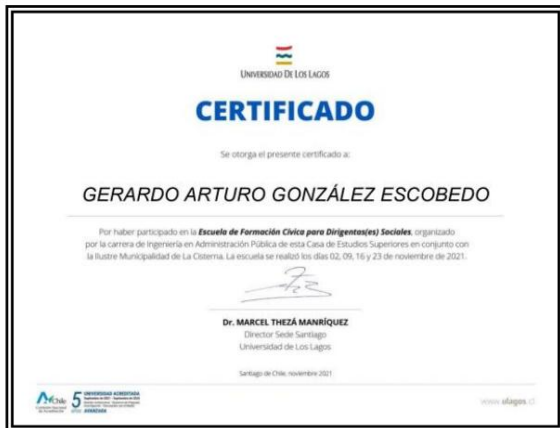 UNIVERSIDAD DE LOS LAGOS
CERTIFICADO
Se otorga el presente certificado a:
GERARDO ARTURO GONZÁLEZ ESCOBEDO
Por haber participado en la Escuela de Formación Cívica para Dirigentas(es) Sociales, organizado
por la carrera de Ingeniería en Administración Pública de esta Casa de Estudios Superiores en conjunto con
la Ilustre Municipalidad de La Cisterna. La escuela se realizó los días 02, 09, 16 y 23 de noviembre de 2021.
Dr. MARCEL THEZÁ MANRÍQUEZ
Director Sede Santiago
Universidad de Los Lagos
Santiago de Chile, noviembre 2021
Chile
5 años
UNIVERSIDAD ACREDITADA
AVANZADA
www.ulagos.cl